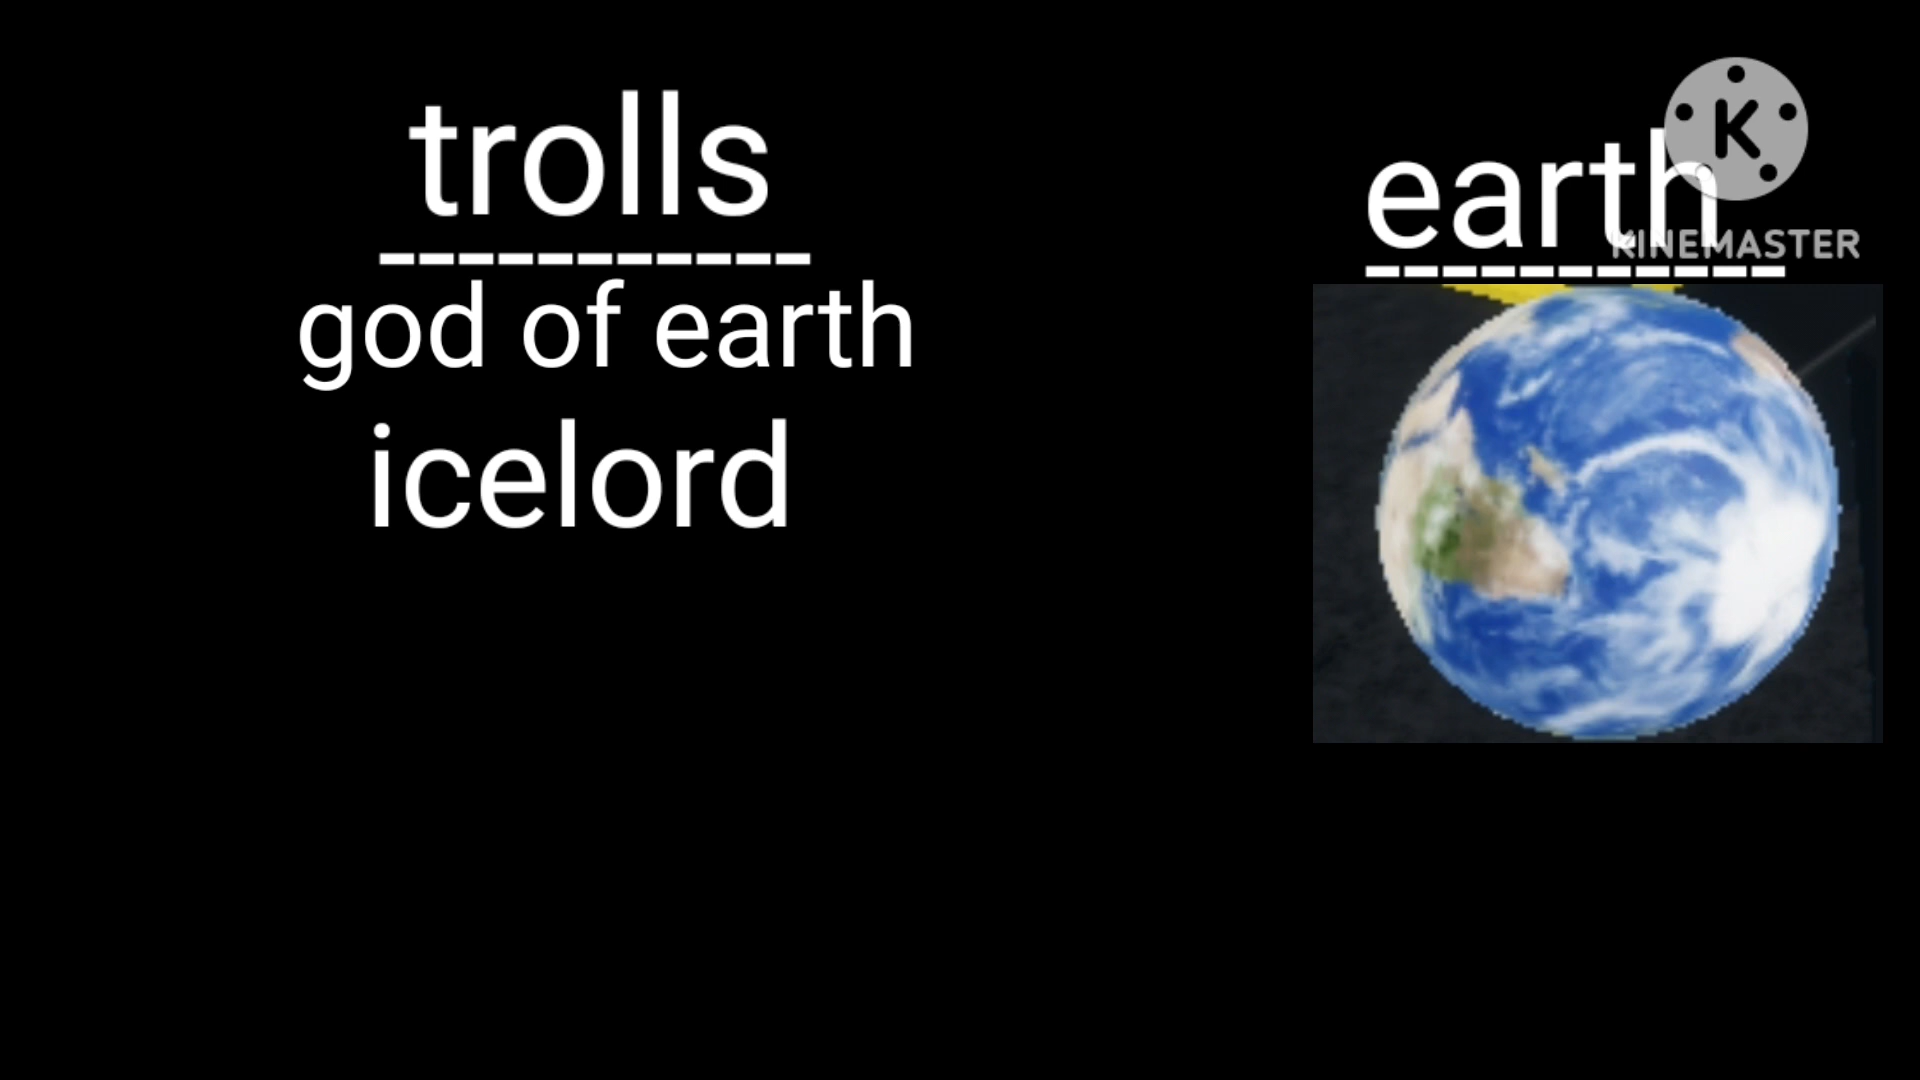 trolls
-----------
god of earth
icelord
earth
-----------
K
KINEMASTER